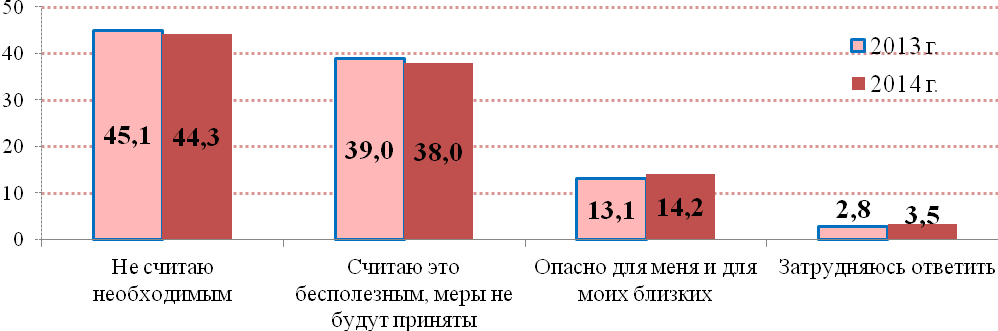 50
40
30
20
10
0
2013 г.
2014 г.
45,1
44,3
39,0
38,0
13,1
14,2
2,8
3,5
Не считаю
необходимым
Считаю это
бесполезным, меры не
будут приняты
Опасно для меня и для
моих близких
Затрудняюсь ответить